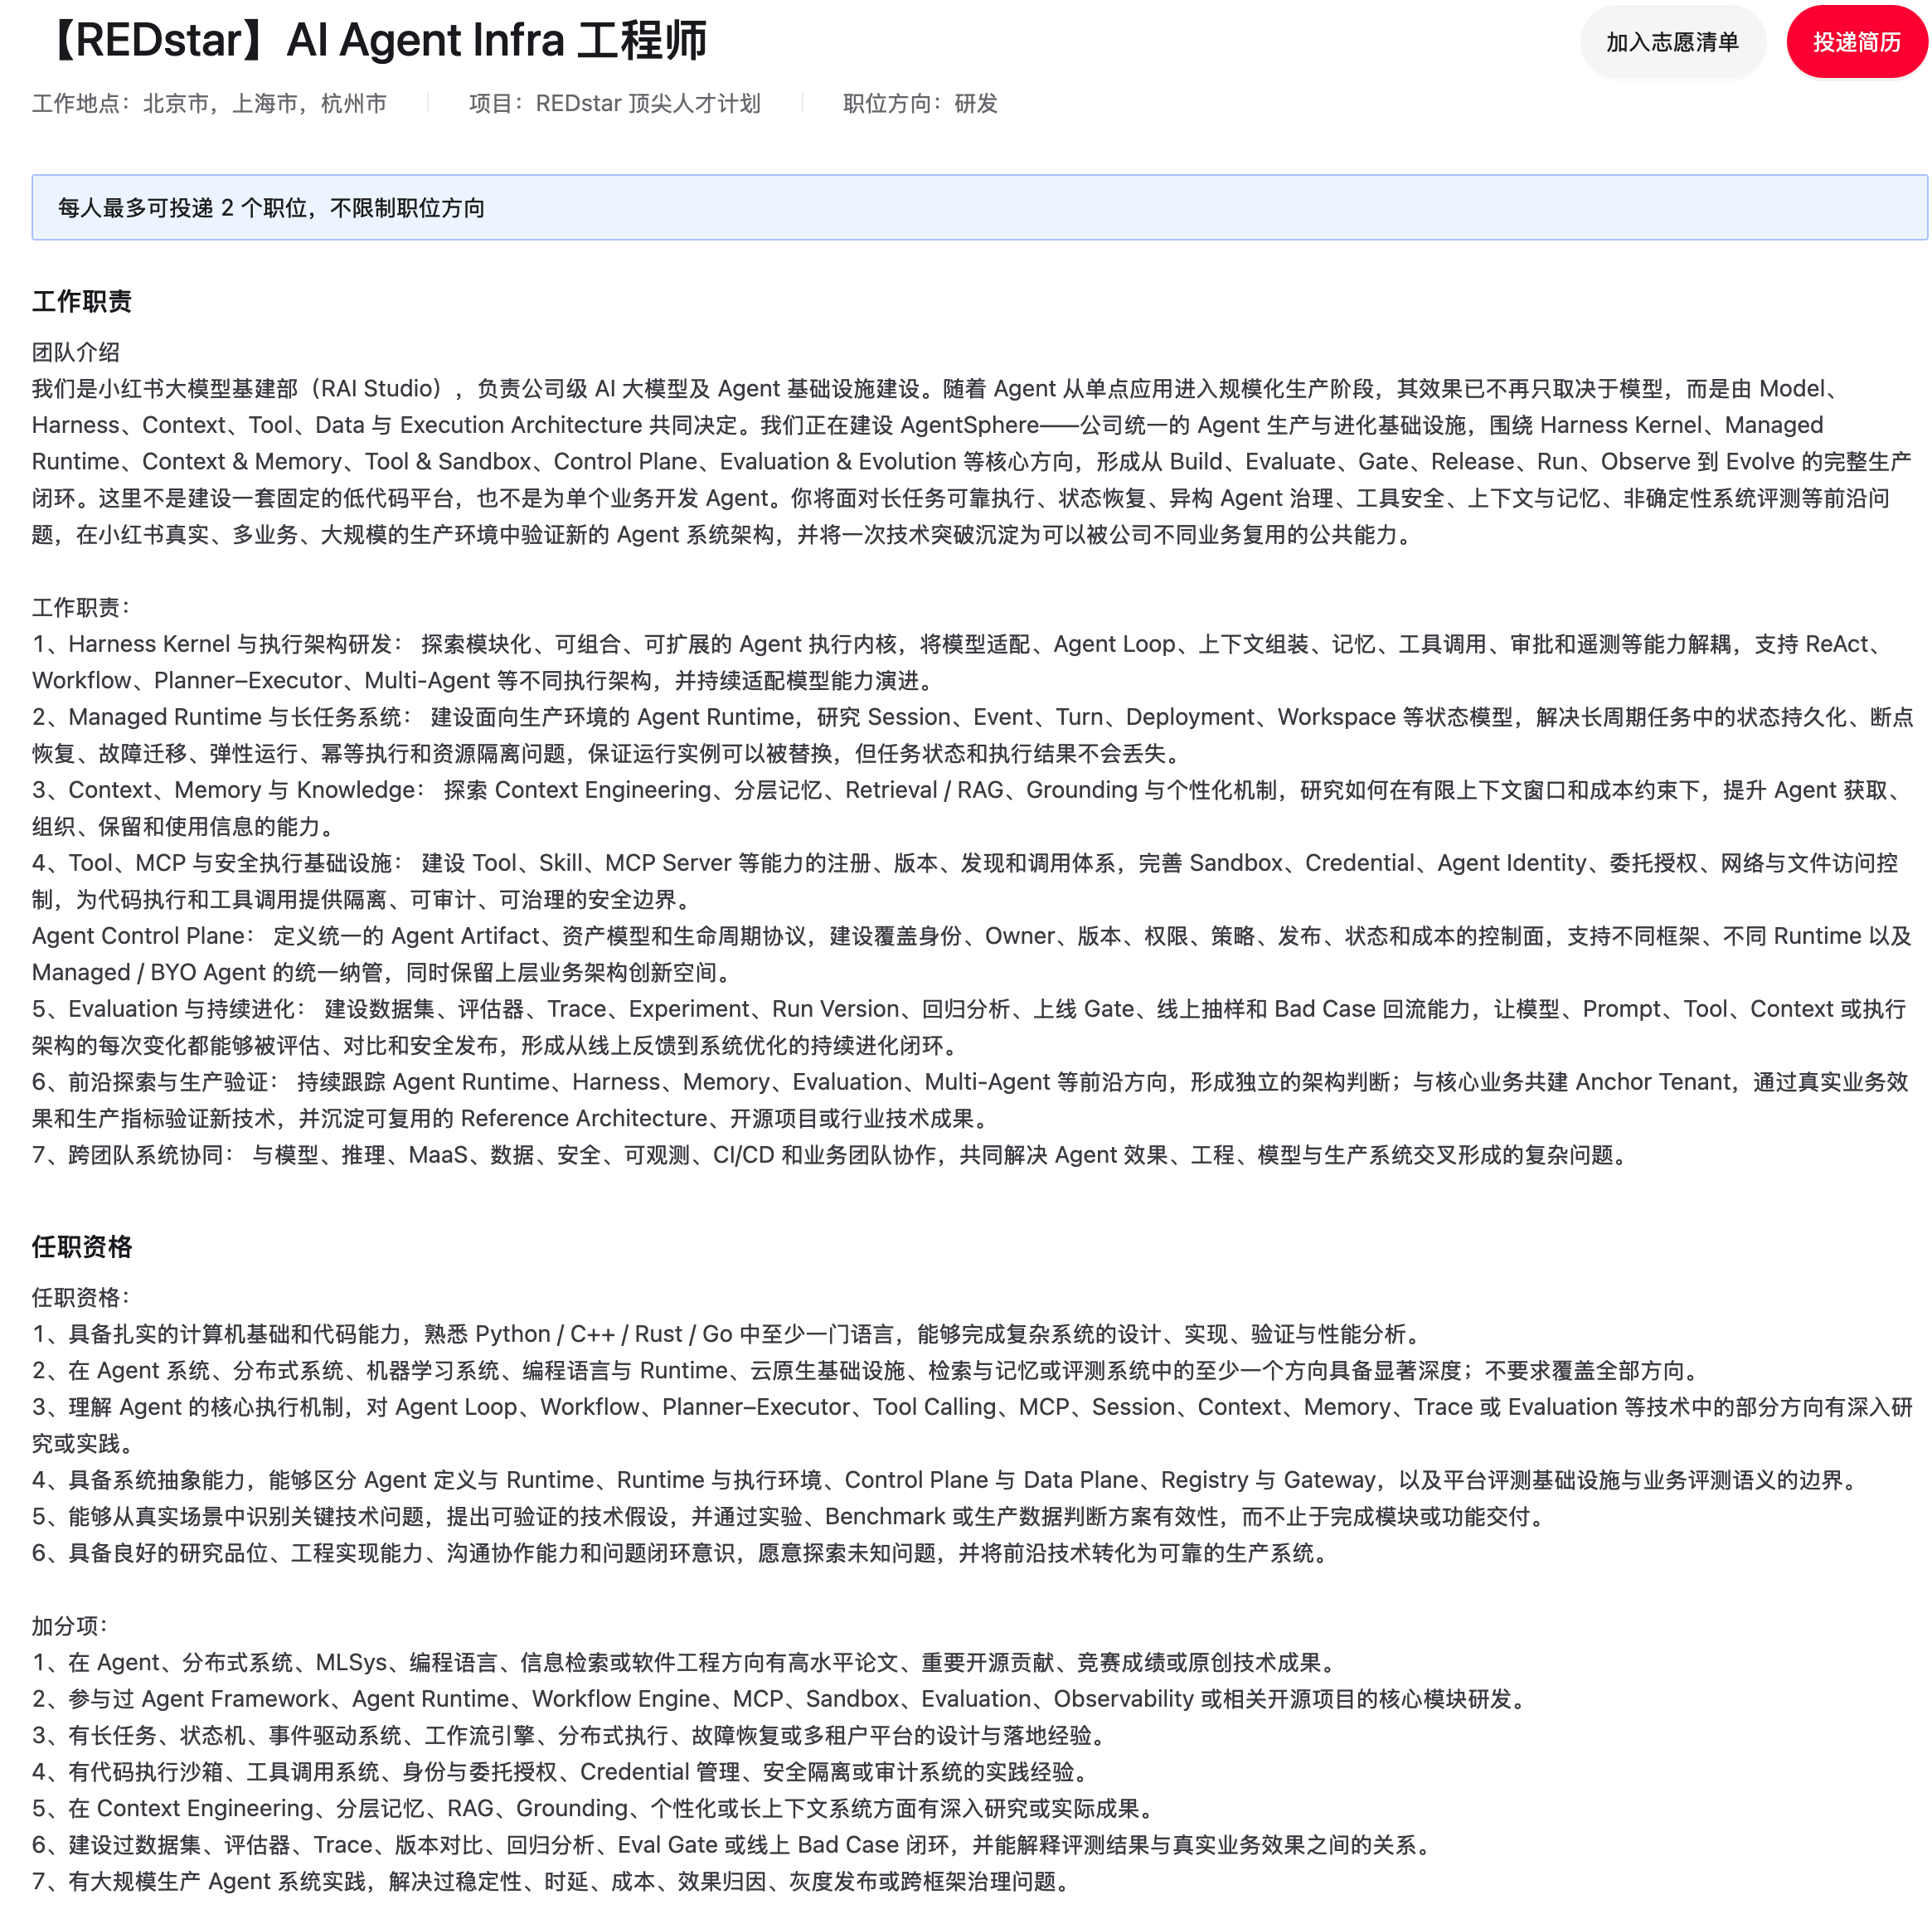 【REDstar】AI Agent Infra 工程师
加入志愿清单
投递简历
工作地点：北京市，上海市，杭州市
项目：REDstar 顶尖人才计划
职位方向：研发
每人最多可投递 2 个职位，不限制职位方向
工作职责
团队介绍
我们是小红书大模型基建部（RAI Studio），负责公司级 AI 大模型及 Agent 基础设施建设。随着 Agent 从单点应用进入规模化生产阶段，其效果已不再只取决于模型，而是由 Model、
Harness、Context、Tool、Data 与 Execution Architecture 共同决定。我们正在建设 AgentSphere——公司统一的 Agent 生产与进化基础设施，围绕 Harness Kernel、Managed
Runtime、Context & Memory、Tool & Sandbox、Control Plane、Evaluation & Evolution 等核心方向，形成从 Build、Evaluate、Gate、Release、Run、Observe 到 Evolve 的完整生产
闭环。这里不是建设一套固定的低代码平台，也不是为单个业务开发 Agent。你将面对长任务可靠执行、状态恢复、异构 Agent 治理、工具安全、上下文与记忆、非确定性系统评测等前沿问
题，在小红书真实、多业务、大规模的生产环境中验证新的 Agent 系统架构，并将一次技术突破沉淀为可以被公司不同业务复用的公共能力。
工作职责：
1、Harness Kernel 与执行架构研发： 探索模块化、可组合、可扩展的 Agent 执行内核，将模型适配、Agent Loop、上下文组装、记忆、工具调用、审批和遥测等能力解耦，支持 ReAct、
Workflow、Planner–Executor、Multi-Agent 等不同执行架构，并持续适配模型能力演进。
2、Managed Runtime 与长任务系统： 建设面向生产环境的 Agent Runtime，研究 Session、Event、Turn、Deployment、Workspace 等状态模型，解决长周期任务中的状态持久化、断点
恢复、故障迁移、弹性运行、幂等执行和资源隔离问题，保证运行实例可以被替换，但任务状态和执行结果不会丢失。
3、Context、Memory 与 Knowledge： 探索 Context Engineering、分层记忆、Retrieval / RAG、Grounding 与个性化机制，研究如何在有限上下文窗口和成本约束下，提升 Agent 获取、
组织、保留和使用信息的能力。
4、Tool、MCP 与安全执行基础设施： 建设 Tool、Skill、MCP Server 等能力的注册、版本、发现和调用体系，完善 Sandbox、Credential、Agent Identity、委托授权、网络与文件访问控
制，为代码执行和工具调用提供隔离、可审计、可治理的安全边界。
Agent Control Plane： 定义统一的 Agent Artifact、资产模型和生命周期协议，建设覆盖身份、Owner、版本、权限、策略、发布、状态和成本的控制面，支持不同框架、不同 Runtime 以及
Managed / BYO Agent 的统一纳管，同时保留上层业务架构创新空间。
5、Evaluation 与持续进化： 建设数据集、评估器、Trace、Experiment、Run Version、回归分析、上线 Gate、线上抽样和 Bad Case 回流能力，让模型、Prompt、Tool、Context 或执行
架构的每次变化都能够被评估、对比和安全发布，形成从线上反馈到系统优化的持续进化闭环。
6、前沿探索与生产验证： 持续跟踪 Agent Runtime、Harness、Memory、Evaluation、Multi-Agent 等前沿方向，形成独立的架构判断；与核心业务共建 Anchor Tenant，通过真实业务效
果和生产指标验证新技术，并沉淀可复用的 Reference Architecture、开源项目或行业技术成果。
7、跨团队系统协同： 与模型、推理、MaaS、数据、安全、可观测、CI/CD 和业务团队协作，共同解决 Agent 效果、工程、模型与生产系统交叉形成的复杂问题。
任职资格
任职资格：
1、具备扎实的计算机基础和代码能力，熟悉 Python / C++ / Rust / Go 中至少一门语言，能够完成复杂系统的设计、实现、验证与性能分析。
2、在 Agent 系统、分布式系统、机器学习系统、编程语言与 Runtime、云原生基础设施、检索与记忆或评测系统中的至少一个方向具备显著深度；不要求覆盖全部方向。
3、理解 Agent 的核心执行机制，对 Agent Loop、Workflow、Planner–Executor、Tool Calling、MCP、Session、Context、Memory、Trace 或 Evaluation 等技术中的部分方向有深入研
究或实践。
4、具备系统抽象能力，能够区分 Agent 定义与 Runtime、Runtime 与执行环境、Control Plane 与 Data Plane、Registry 与 Gateway，以及平台评测基础设施与业务评测语义的边界。
5、能够从真实场景中识别关键技术问题，提出可验证的技术假设，并通过实验、Benchmark 或生产数据判断方案有效性，而不止于完成模块或功能交付。
6、具备良好的研究品位、工程实现能力、沟通协作能力和问题闭环意识，愿意探索未知问题，并将前沿技术转化为可靠的生产系统。
加分项：
1、在 Agent、分布式系统、MLSys、编程语言、信息检索或软件工程方向有高水平论文、重要开源贡献、竞赛成绩或原创技术成果。
2、参与过 Agent Framework、Agent Runtime、Workflow Engine、MCP、Sandbox、Evaluation、Observability 或相关开源项目的核心模块研发。
3、有长任务、状态机、事件驱动系统、工作流引擎、分布式执行、故障恢复或多租户平台的设计与落地经验。
4、有代码执行沙箱、工具调用系统、身份与委托授权、Credential 管理、安全隔离或审计系统的实践经验。
5、在 Context Engineering、分层记忆、RAG、Grounding、个性化或长上下文系统方面有深入研究或实际成果。
6、建设过数据集、评估器、Trace、版本对比、回归分析、Eval Gate 或线上 Bad Case 闭环，并能解释评测结果与真实业务效果之间的关系。
7、有大规模生产 Agent 系统实践，解决过稳定性、时延、成本、效果归因、灰度发布或跨框架治理问题。